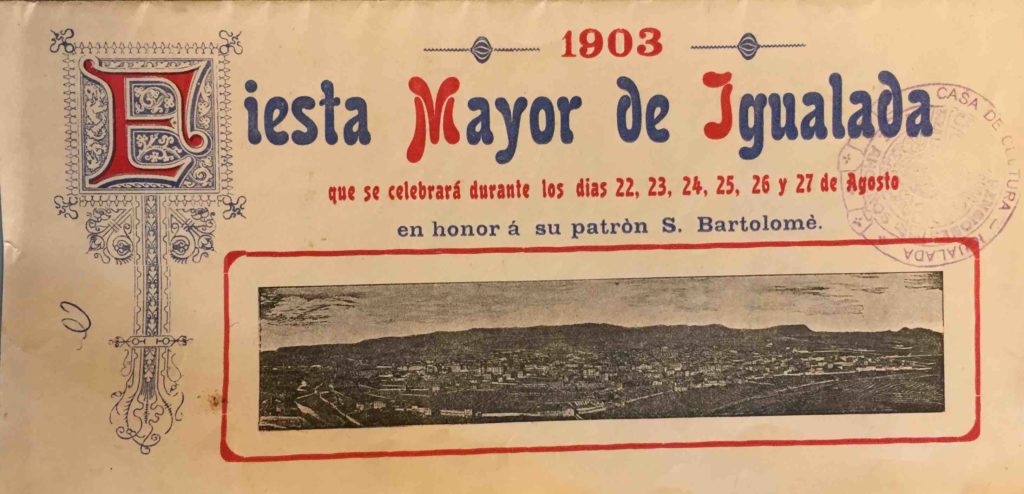 1903
Fiesta Mayor de Igualada
que se celebrará durante los dias 22, 23, 24, 25, 26 y 27 de Agosto
en honor á su patròn S. Bartolomè.
CASA DE CULTURA – IGUALADA